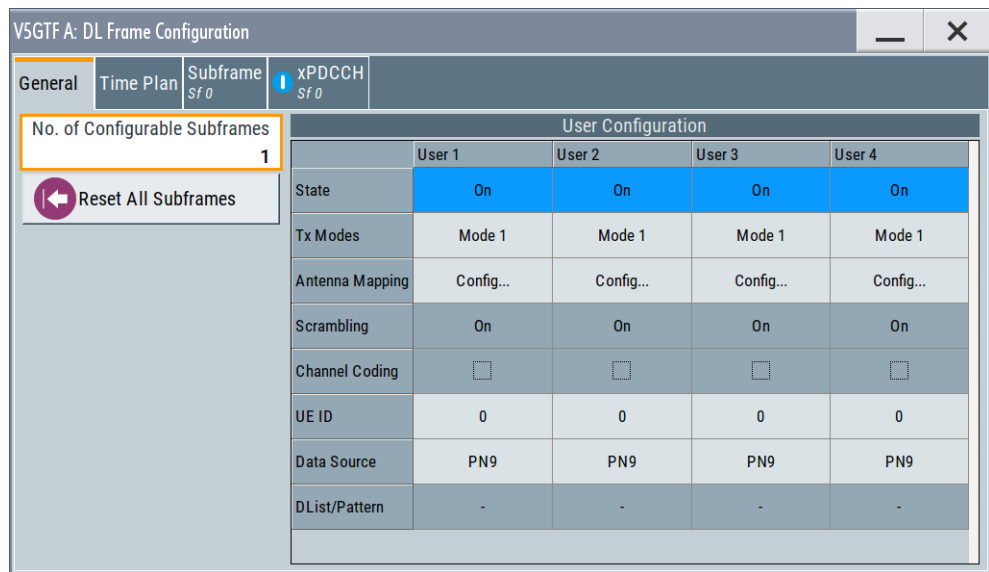 V5GTF A: DL Frame Configuration
General
Time Plan
Subframe
Sf 0
xPDCCH
Sf 0
No. of Configurable Subframes
1
Reset All Subframes
User Configuration
User 1 User 2 User 3 User 4
State On On On On
Tx Modes Mode 1 Mode 1 Mode 1 Mode 1
Antenna Mapping Config... Config... Config... Config...
Scrambling On On On On
Channel Coding
UE ID 0 0 0 0
Data Source PN9 PN9 PN9 PN9
DList/Pattern - - - -